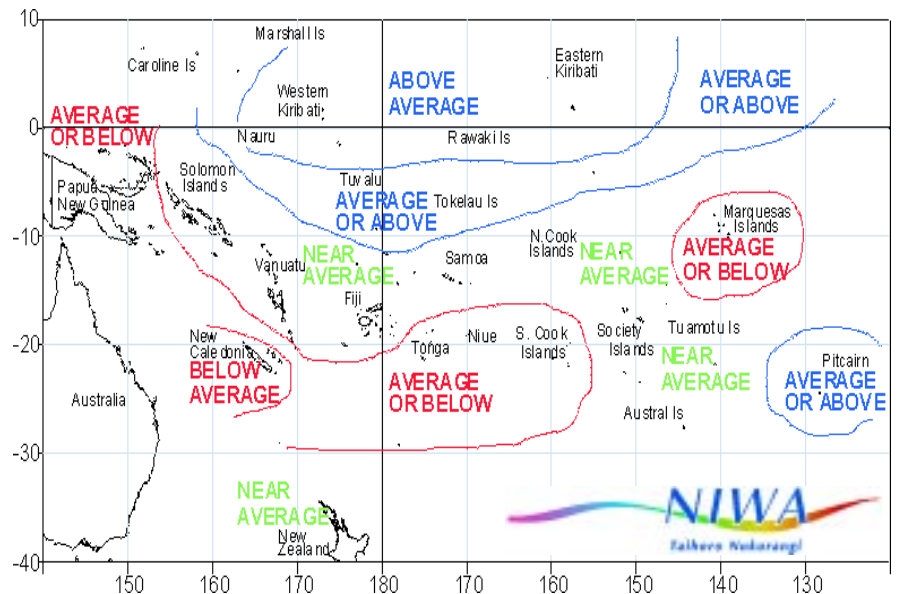 10
Marshall Is
Caroline Is
Eastern
Kiribati
Western
Kiribati
ABOVE
AVERAGE
AVERAGE
OR ABOVE
AVERAGE
OR BELOW
0
Nauru
Rawaki Is
Solomon
Islands
Papua
New Guinea
Tuvalu
AVERAGE
OR ABOVE
Tokelau Is
Marquesas
Islands
-10
N.Cook
Islands
NEAR
AVERAGE
NEAR
AVERAGE
AVERAGE
OR BELOW
Vanuatu
Samoa
Fiji
New
Caledonia
-20
Tonga
Niue
S. Cook
Islands
Society
Islands
Tuamotu Is
NEAR
AVERAGE
Pitcairn
AVERAGE
OR ABOVE
BELOW
AVERAGE
AVERAGE
OR BELOW
Australia
Austral Is
-30
NEAR
AVERAGE
New
Zealand
NIWA
Taihoro Nukurangi
-40
150
160
170
180
170
160
150
140
130